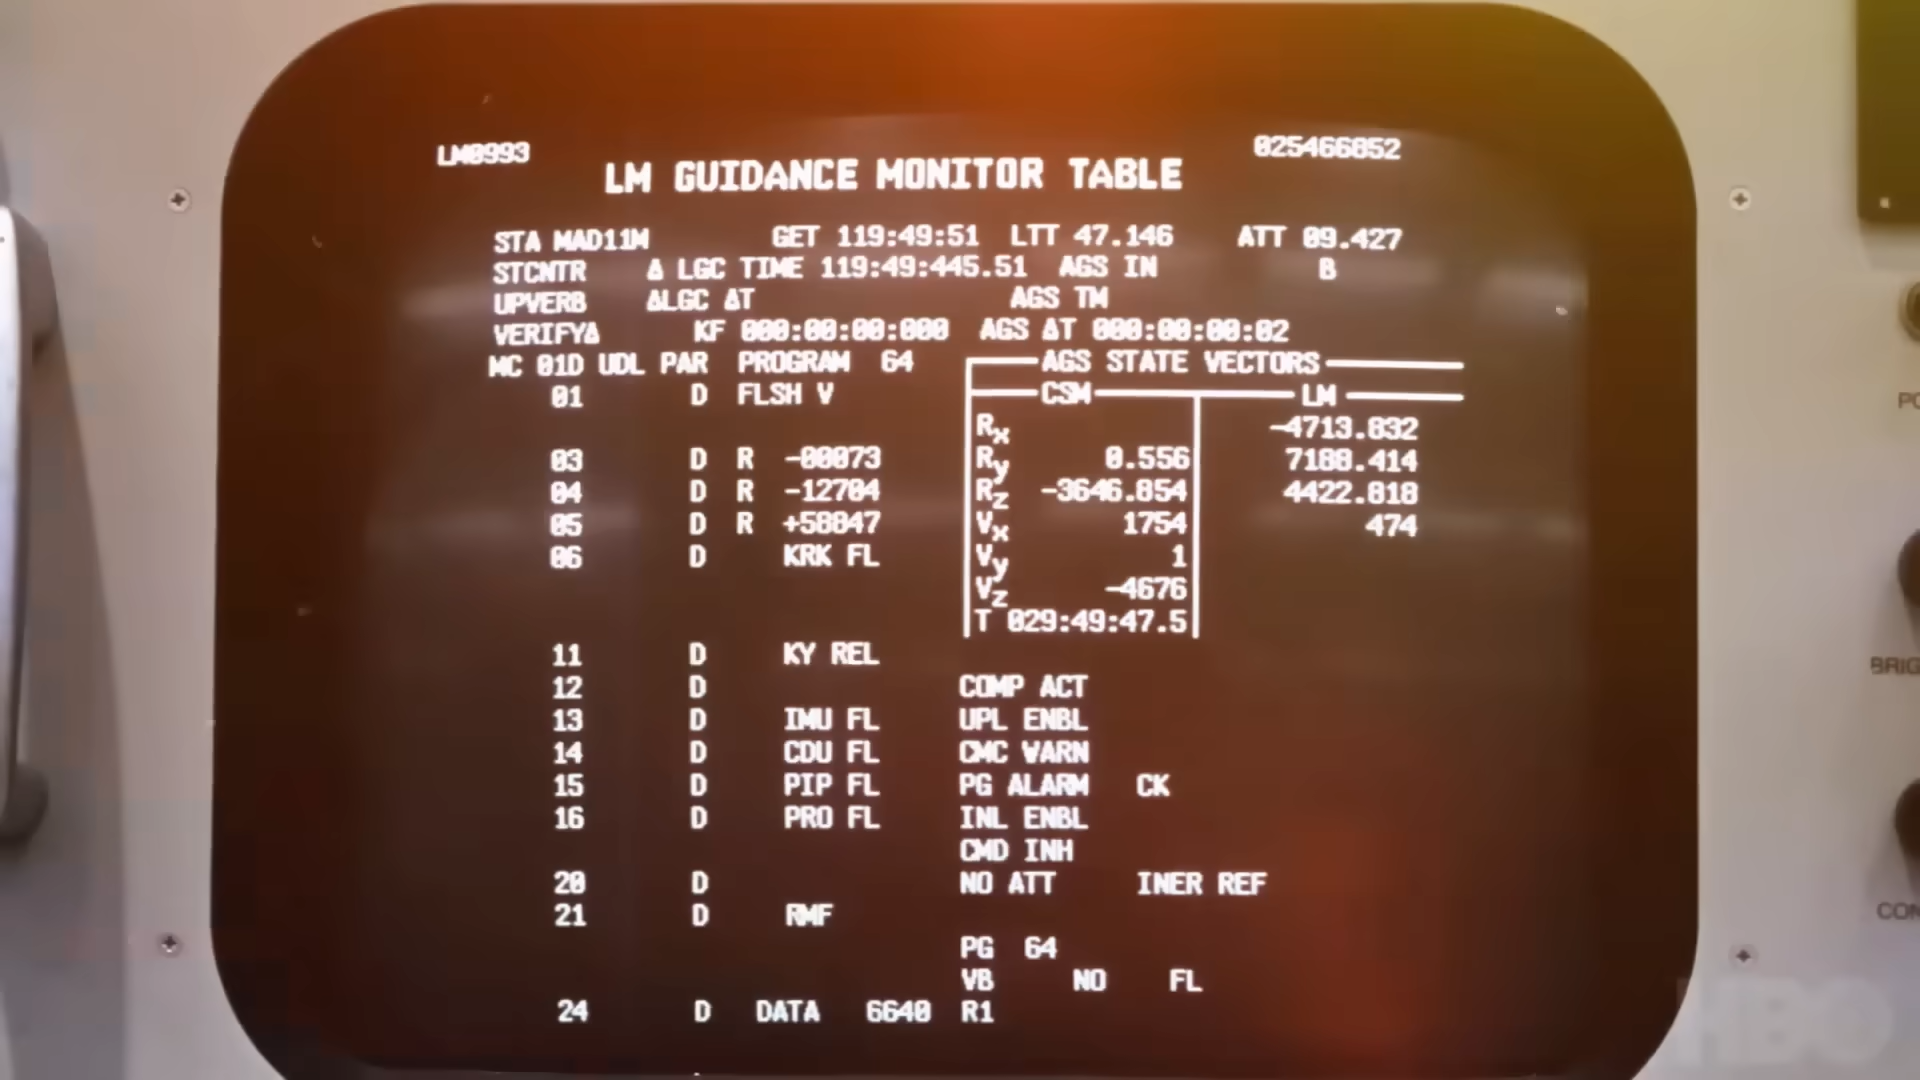 LM0993 025466852
LM GUIDANCE MONITOR TABLE
STA MAD11M GET 119:49:51 LTT 47.146 ATT 09.427
STCNTR Δ LGC TIME 119:49:445.51 AGS IN B
UPVERB ΔLGC ΔT AGS TM
VERIFYΔ KF 000:00:00:000 AGS ΔT 000:00:00:02
MC 01D UDL PAR PROGRAM 64 AGS STATE VECTORS
01 D FLSH V CSM LM
Rx -4713.832
03 D R -00073 Ry 0.556 7188.414
04 D R -12704 Rz -3646.854 4422.818
05 D R +58847 Vx 1754 474
06 D KRK FL Vy 1
Vz -4676
T 029:49:47.5
11 D KY REL
12 D COMP ACT
13 D IMU FL UPL ENBL
14 D CDU FL CMC WARN
15 D PIP FL PG ALARM CK
16 D PRO FL INL ENBL
CMD INH
20 D NO ATT INER REF
21 D RMF
PG 64
VB NO FL
24 D DATA 6640 R1
PO
BRIG
CON
HBO